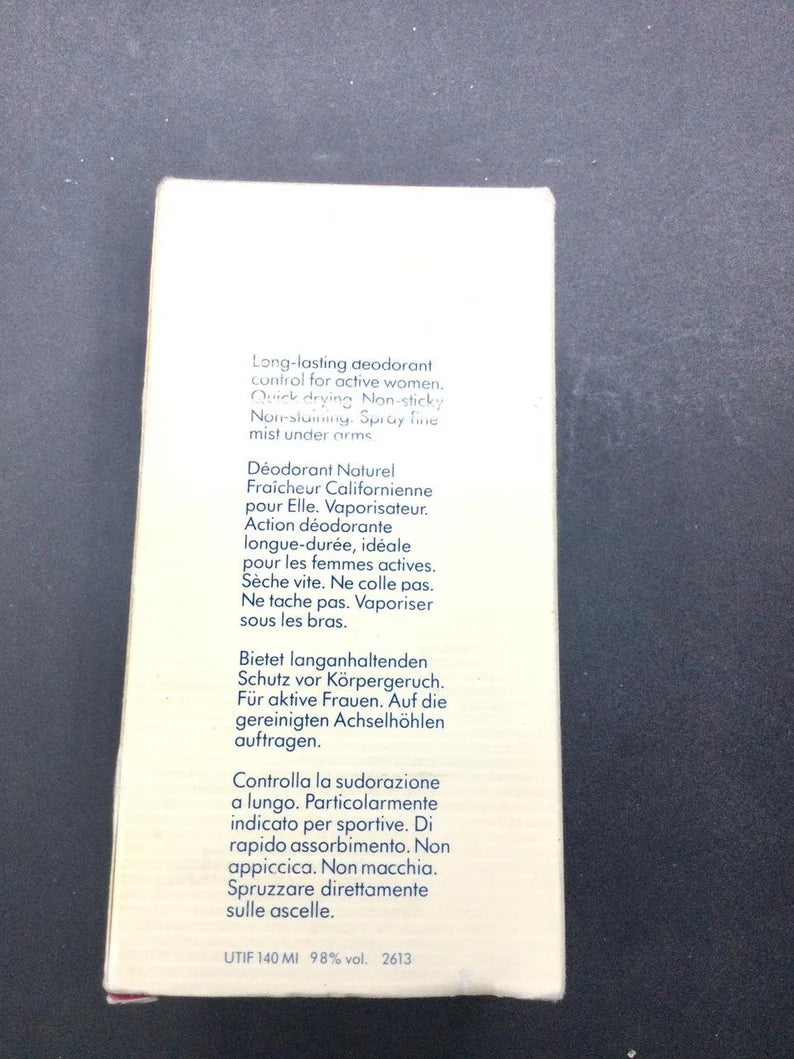 Long-lasting deodorant
control for active women.
Quick drying. Non-sticky
Non-staining. Spray fine
mist under arms.
Déodorant Naturel
Fraîcheur Californienne
pour Elle. Vaporisateur.
Action déodorante
longue-durée, idéale
pour les femmes actives.
Sèche vite. Ne colle pas.
Ne tache pas. Vaporiser
sous les bras.
Bietet langanhaltenden
Schutz vor Körpergeruch.
Für aktive Frauen. Auf die
gereinigten Achselhöhlen
auftragen.
Controlla la sudorazione
a lungo. Particolarmente
indicato per sportive. Di
rapido assorbimento. Non
appiccica. Non macchia.
Spruzzare direttamente
sulle ascelle.
UTIF 140 MI 98% vol. 2613